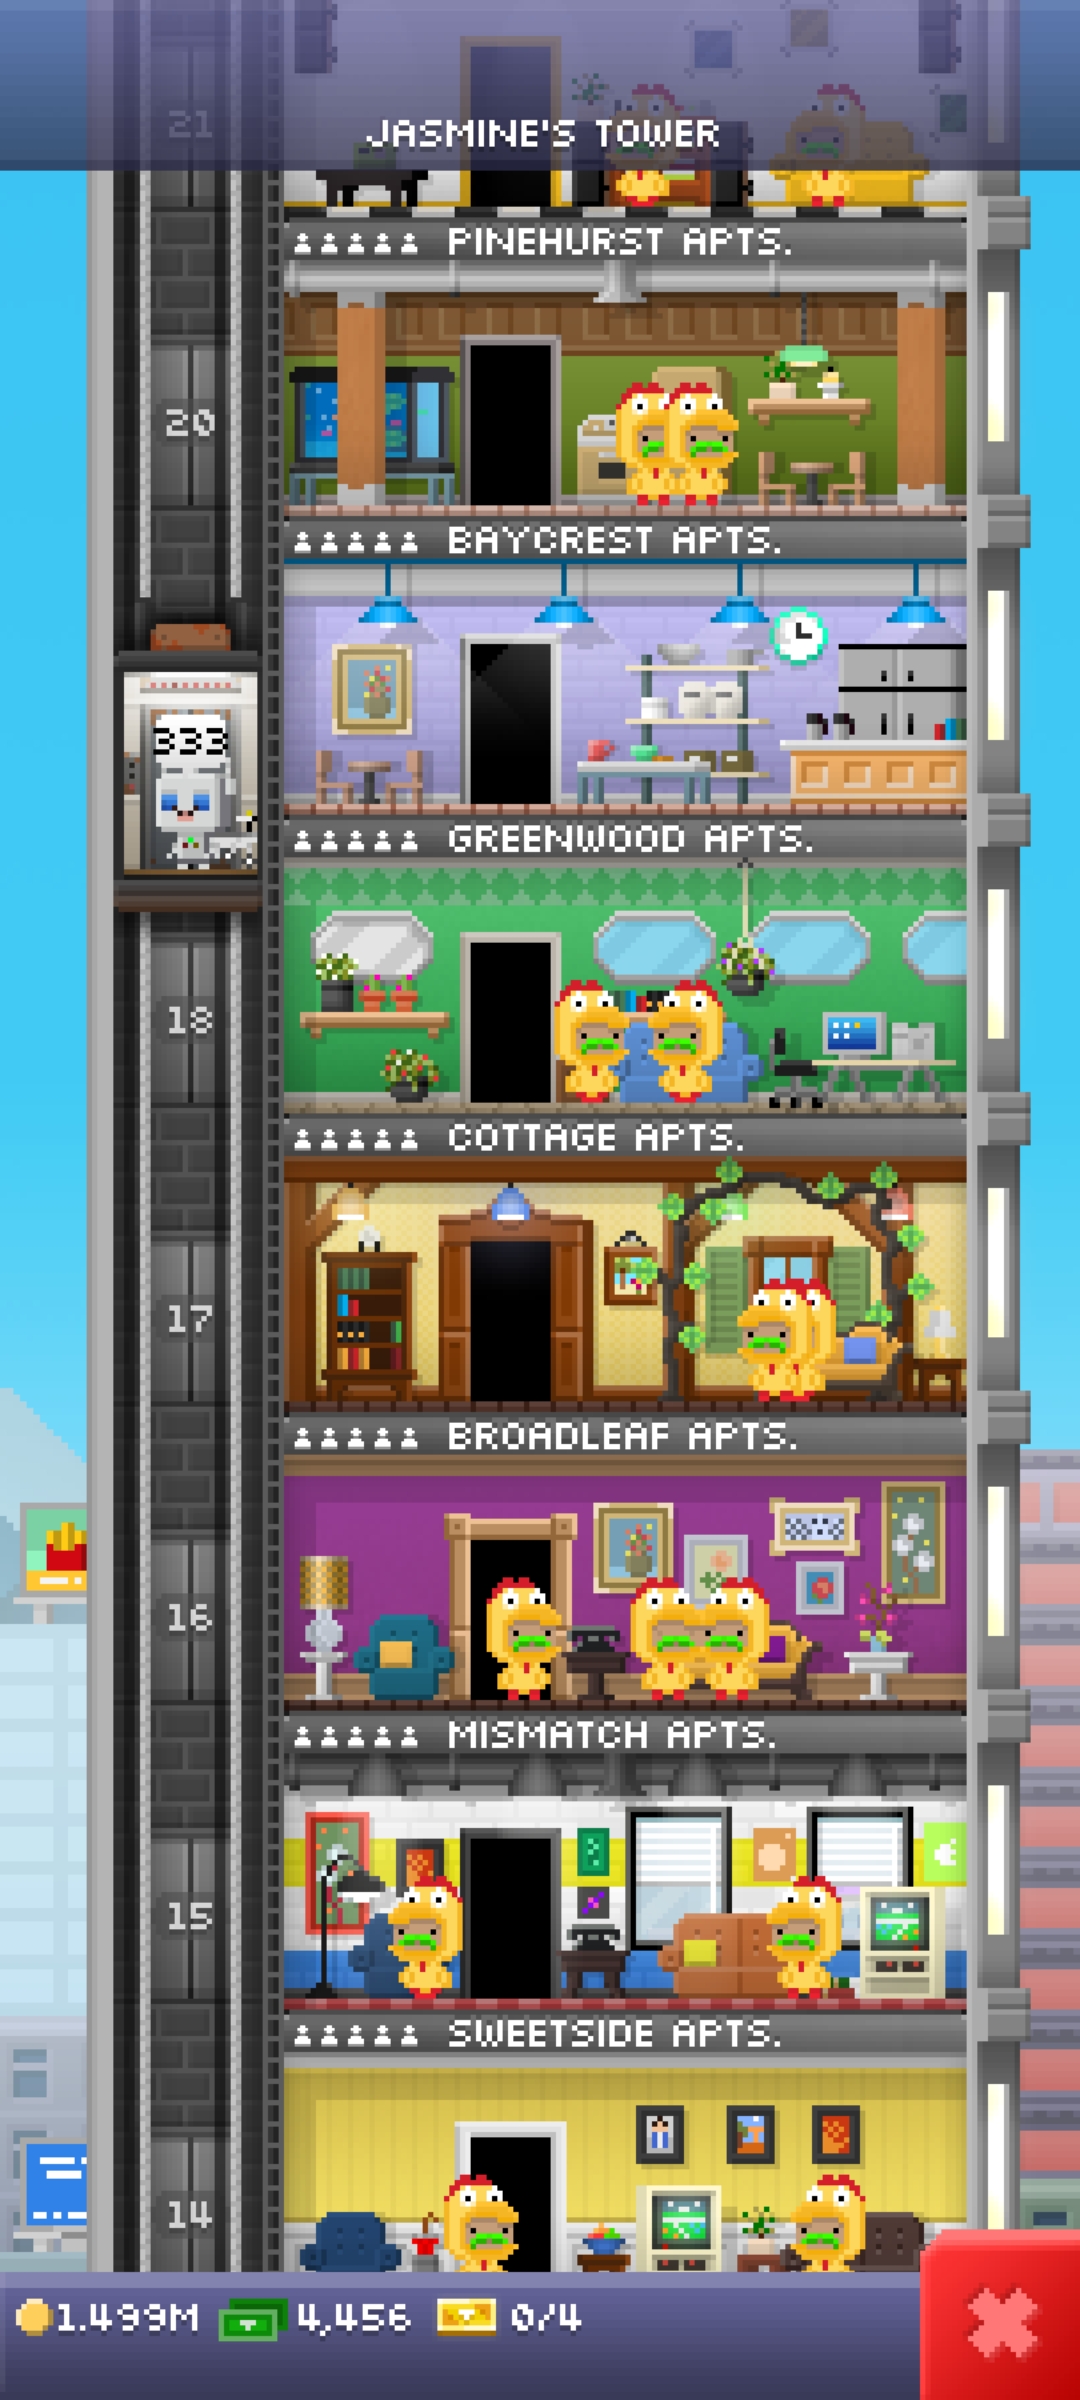 JASMINE'S TOWER
21
PINEHURST APTS.
20
BAYCREST APTS.
333
GREENWOOD APTS.
18
COTTAGE APTS.
17
BROADLEAF APTS.
16
MISMATCH APTS.
15
SWEETSIDE APTS.
14
1.499M 4,456 0/4